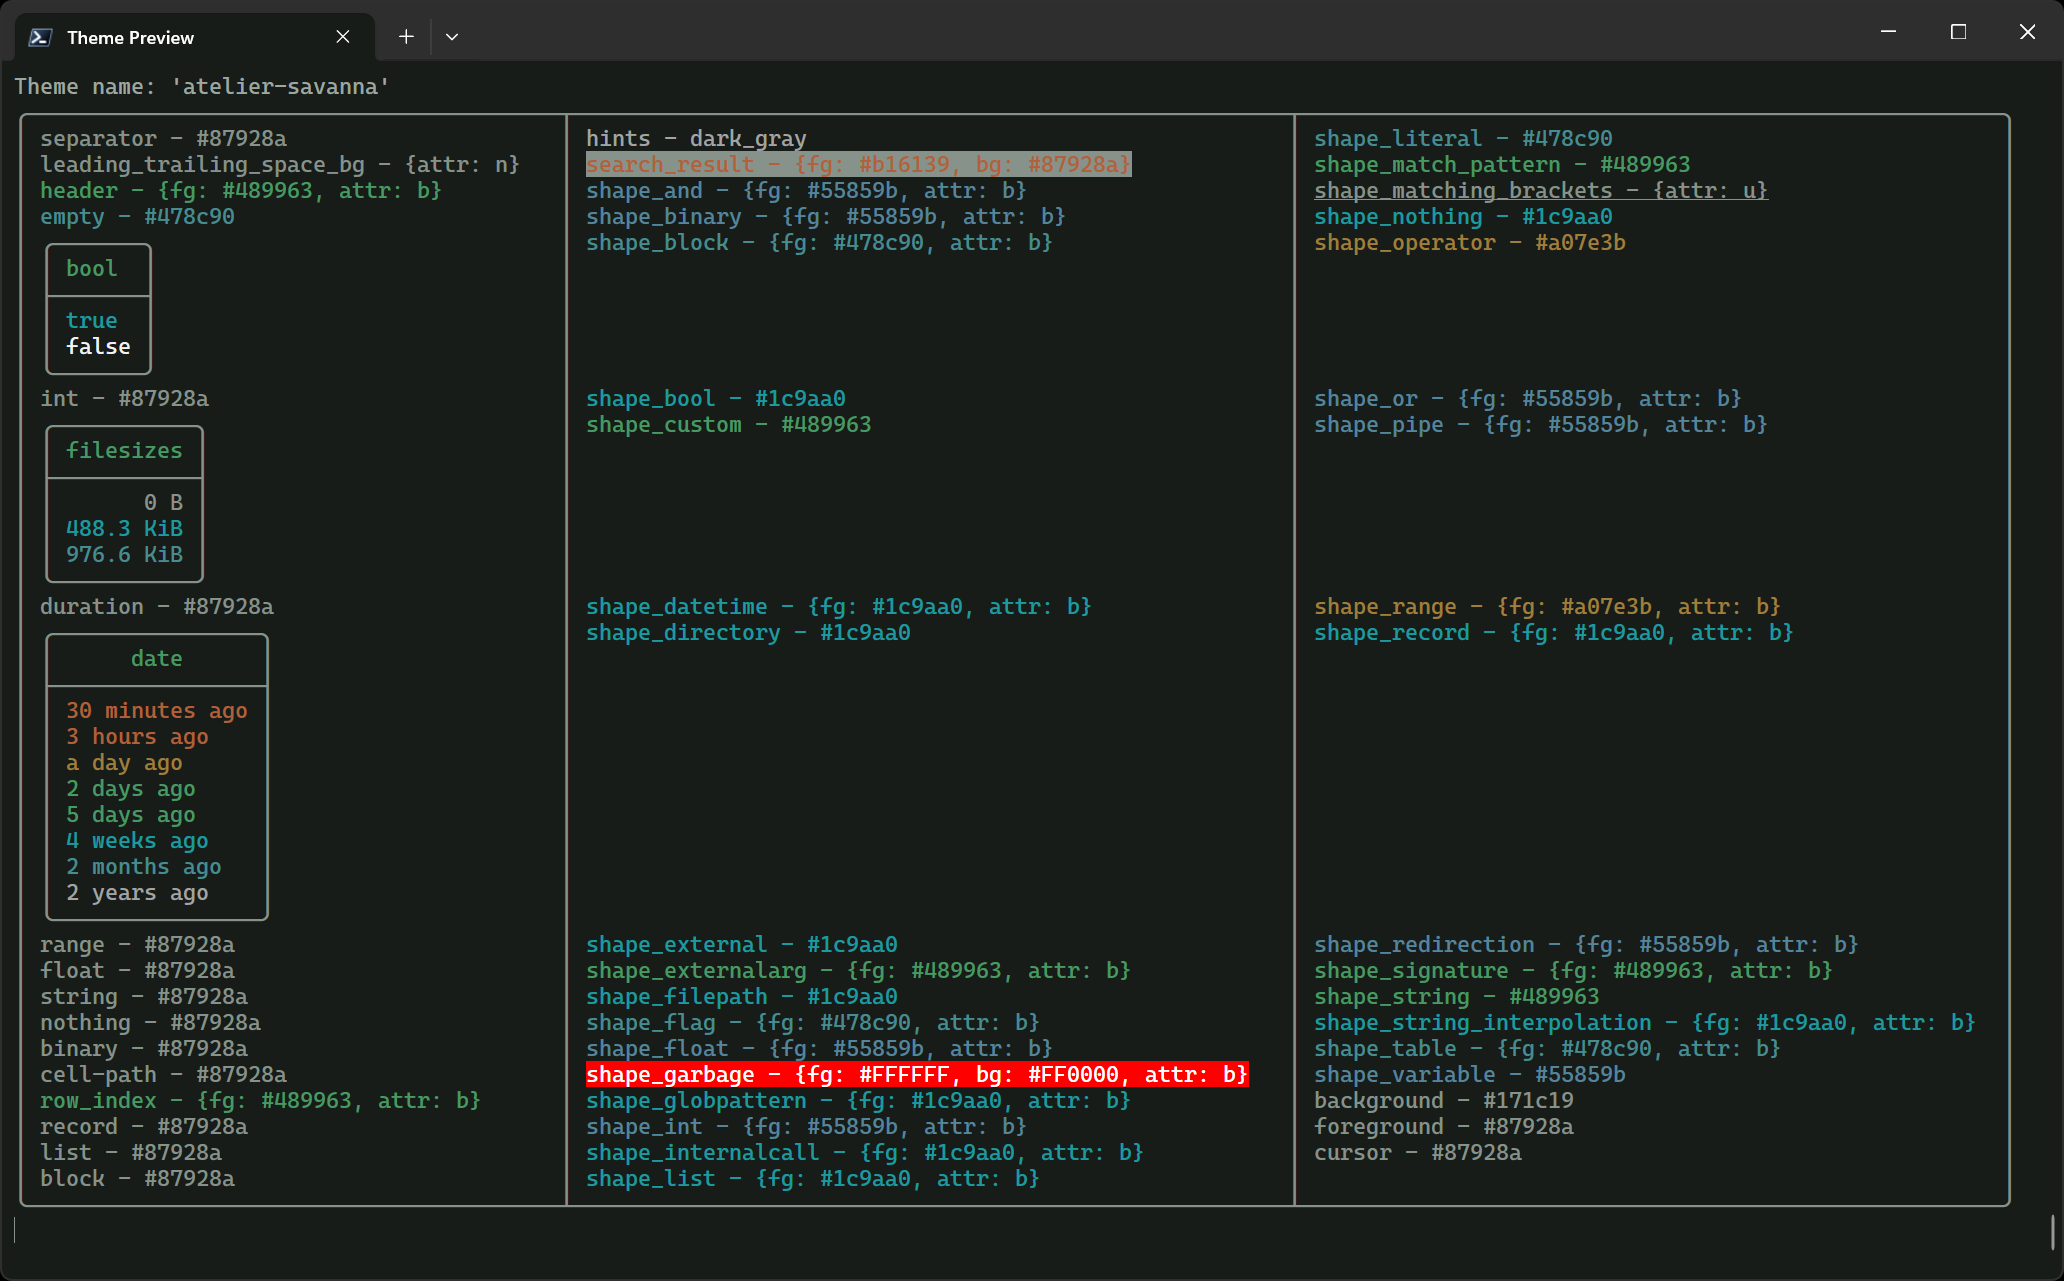 Theme Preview
Theme name: 'atelier-savanna'
separator - #87928a
leading_trailing_space_bg - {attr: n}
header - {fg: #489963, attr: b}
empty - #478c90
bool
true
false
int - #87928a
filesizes
0 B
488.3 KiB
976.6 KiB
duration - #87928a
date
30 minutes ago
3 hours ago
a day ago
2 days ago
5 days ago
4 weeks ago
2 months ago
2 years ago
range - #87928a
float - #87928a
string - #87928a
nothing - #87928a
binary - #87928a
cell-path - #87928a
row_index - {fg: #489963, attr: b}
record - #87928a
list - #87928a
block - #87928a
hints - dark_gray
search_result - {fg: #b16139, bg: #87928a}
shape_and - {fg: #55859b, attr: b}
shape_binary - {fg: #55859b, attr: b}
shape_block - {fg: #478c90, attr: b}
shape_bool - #1c9aa0
shape_custom - #489963
shape_datetime - {fg: #1c9aa0, attr: b}
shape_directory - #1c9aa0
shape_external - #1c9aa0
shape_externalarg - {fg: #489963, attr: b}
shape_filepath - #1c9aa0
shape_flag - {fg: #478c90, attr: b}
shape_float - {fg: #55859b, attr: b}
shape_garbage - {fg: #FFFFFF, bg: #FF0000, attr: b}
shape_globpattern - {fg: #1c9aa0, attr: b}
shape_int - {fg: #55859b, attr: b}
shape_internalcall - {fg: #1c9aa0, attr: b}
shape_list - {fg: #1c9aa0, attr: b}
shape_literal - #478c90
shape_match_pattern - #489963
shape_matching_brackets - {attr: u}
shape_nothing - #1c9aa0
shape_operator - #a07e3b
shape_or - {fg: #55859b, attr: b}
shape_pipe - {fg: #55859b, attr: b}
shape_range - {fg: #a07e3b, attr: b}
shape_record - {fg: #1c9aa0, attr: b}
shape_redirection - {fg: #55859b, attr: b}
shape_signature - {fg: #489963, attr: b}
shape_string - #489963
shape_string_interpolation - {fg: #1c9aa0, attr: b}
shape_table - {fg: #478c90, attr: b}
shape_variable - #55859b
background - #171c19
foreground - #87928a
cursor - #87928a